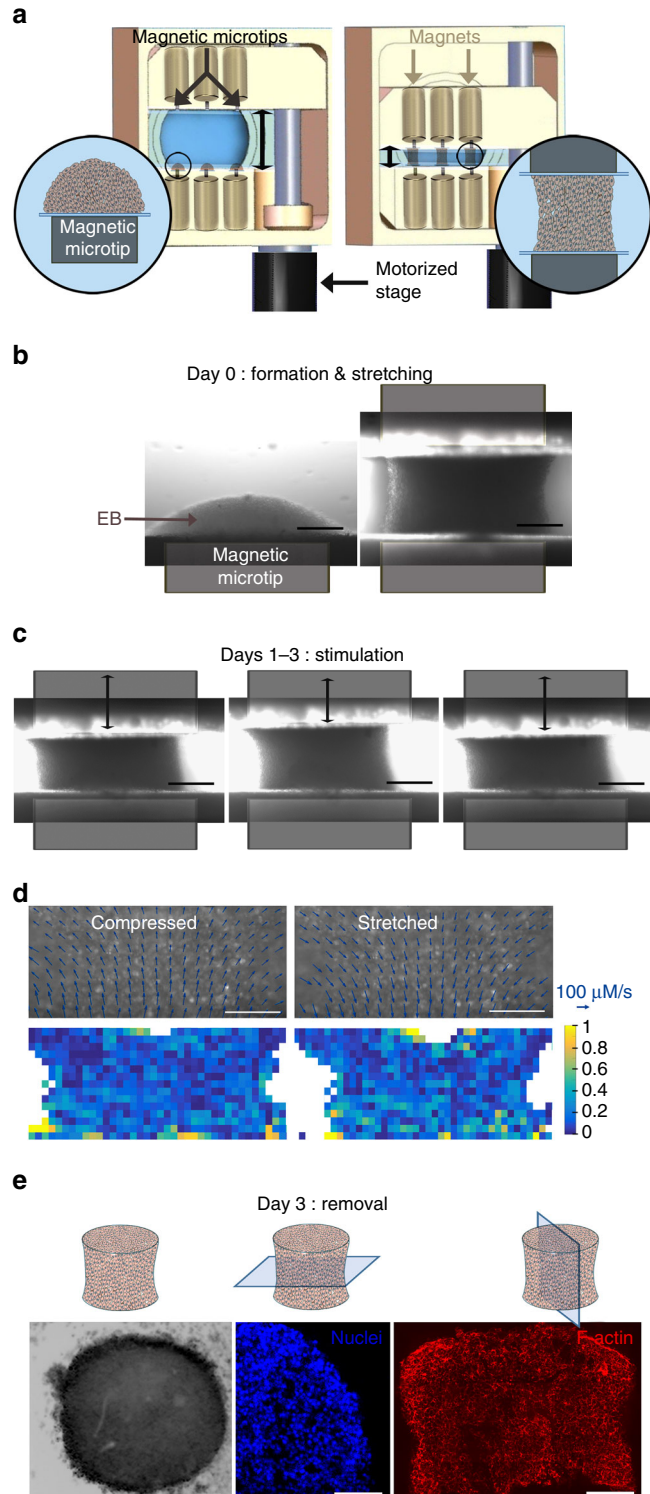 a
Magnetic microtips
Magnets
Magnetic
microtip
Motorized
stage
b
Day 0 : formation & stretching
EB
Magnetic
microtip
c
Days 1–3 : stimulation
d
Compressed
Stretched
100 μM/s
1
0.8
0.6
0.4
0.2
0
e
Day 3 : removal
Nuclei
F-actin